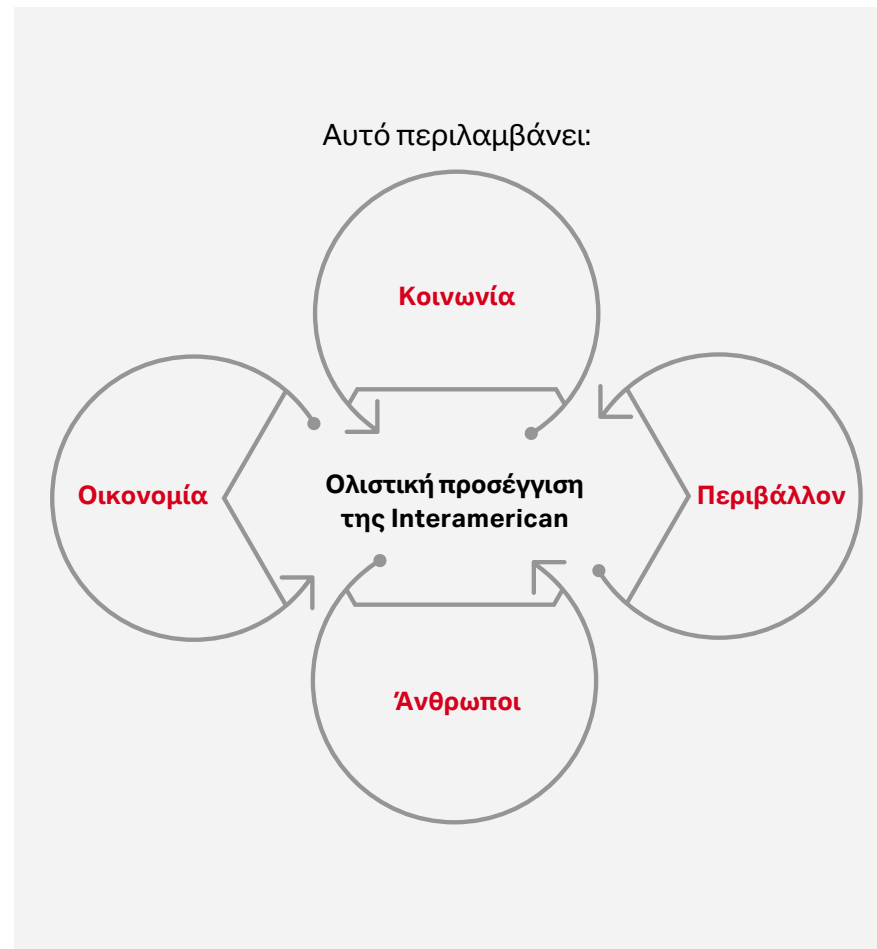 Αυτό περιλαμβάνει:
Κοινωνία
Οικονομία
Ολιστική προσέγγιση
της Interamerican
Περιβάλλον
Άνθρωποι